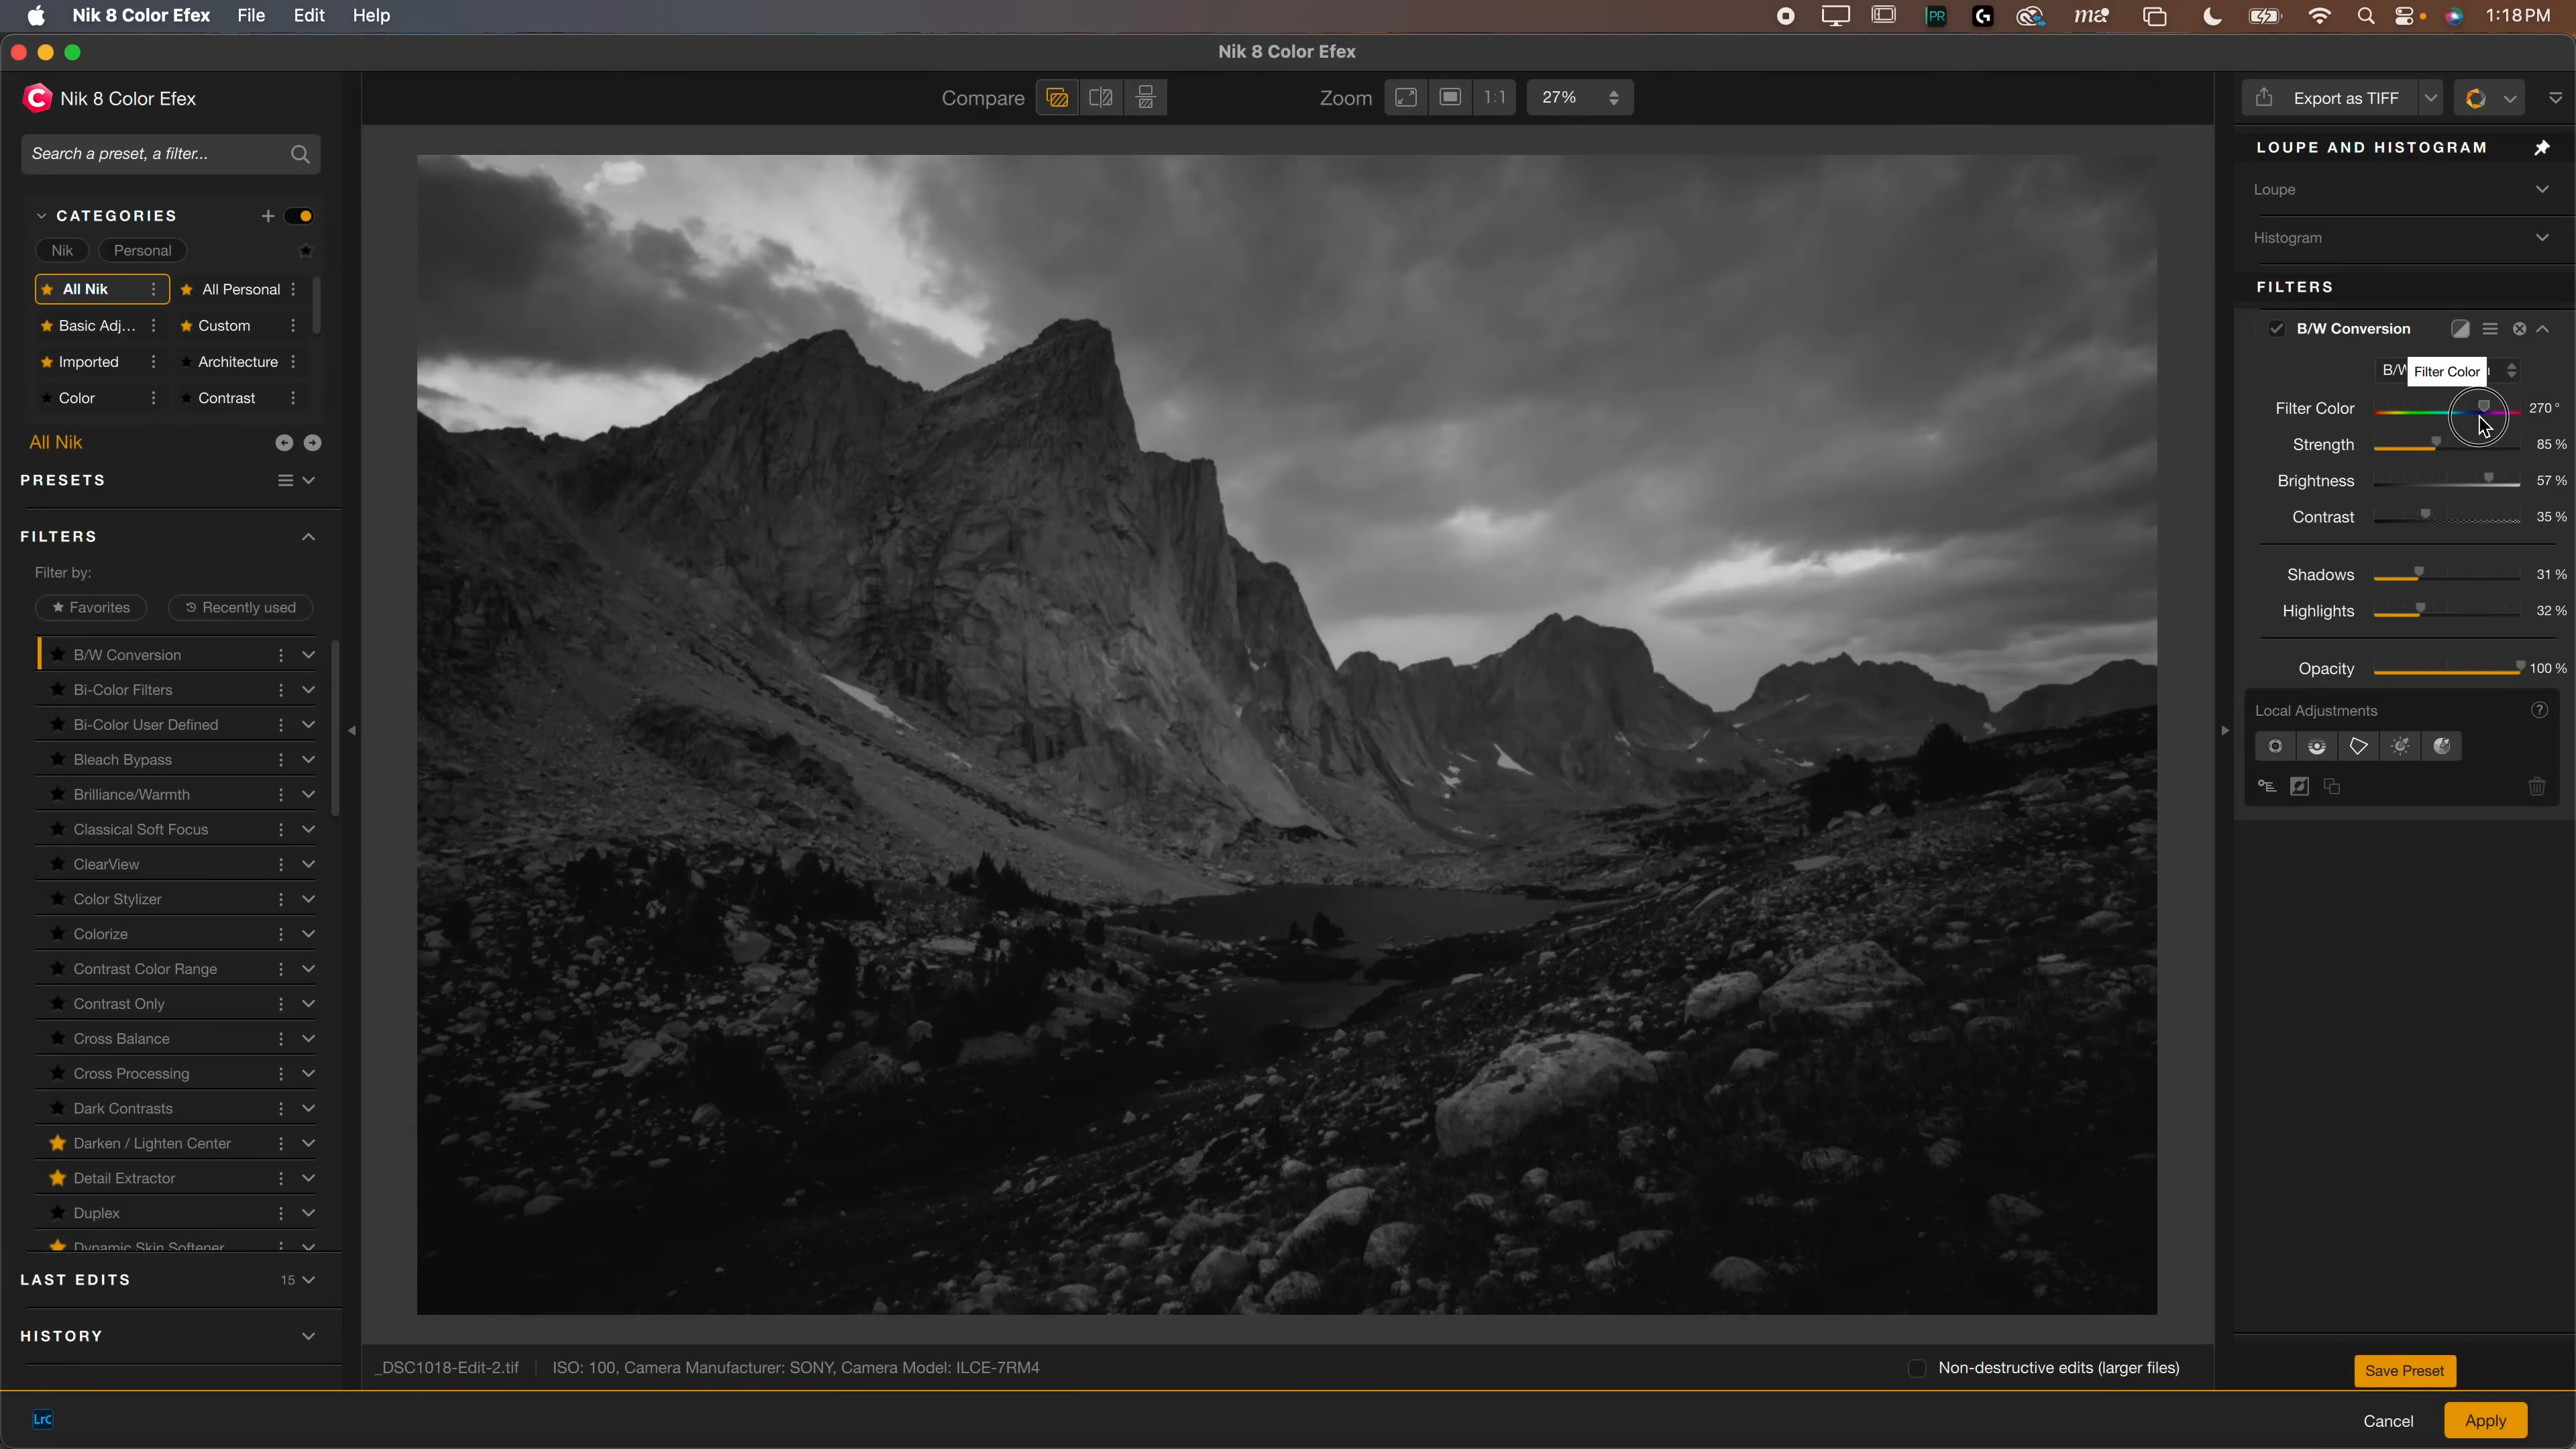 Nik 8 Color Efex File Edit Help 1:18 PM
Nik 8 Color Efex
Nik 8 Color Efex
Compare Zoom 1:1 27% Export as TIFF
Search a preset, a filter...
CATEGORIES
Nik Personal
All Nik All Personal
Basic Adj... Custom
Imported Architecture
Color Contrast
All Nik
PRESETS
FILTERS
Filter by:
Favorites Recently used
B/W Conversion
Bi-Color Filters
Bi-Color User Defined
Bleach Bypass
Brilliance/Warmth
Classical Soft Focus
ClearView
Color Stylizer
Colorize
Contrast Color Range
Contrast Only
Cross Balance
Cross Processing
Dark Contrasts
Darken / Lighten Center
Detail Extractor
Duplex
Dynamic Skin Softener
LAST EDITS 15
HISTORY
LOUPE AND HISTOGRAM
Loupe
Histogram
FILTERS
B/W Conversion
Filter Color
Filter Color 270°
Strength 85 %
Brightness 57 %
Contrast 35 %
Shadows 31 %
Highlights 32 %
Opacity 100 %
Local Adjustments
_DSC1018-Edit-2.tif ISO: 100, Camera Manufacturer: SONY, Camera Model: ILCE-7RM4 Non-destructive edits (larger files)
Save Preset
LrC Cancel Apply